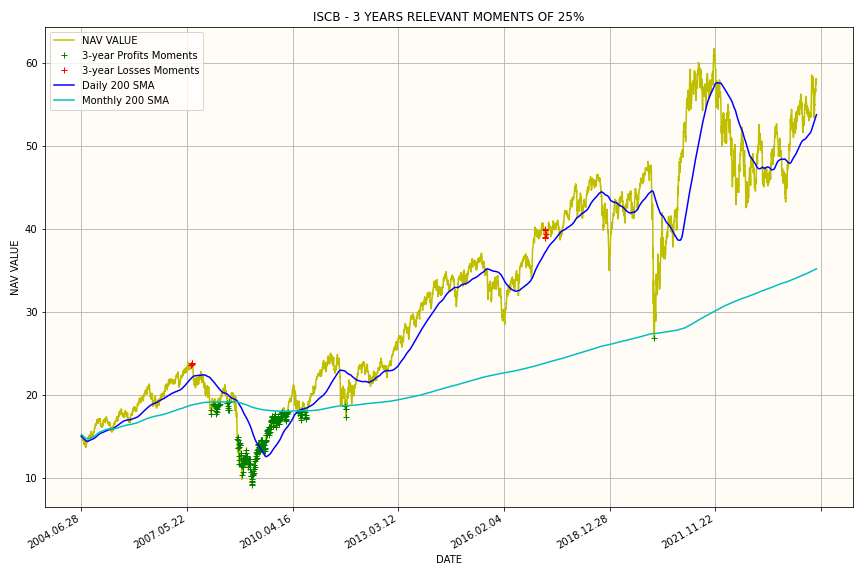 ISCB - 3 YEARS RELEVANT MOMENTS OF 25%
NAV VALUE
3-year Profits Moments
3-year Losses Moments
Daily 200 SMA
Monthly 200 SMA
60
50
40
30
20
10
NAV VALUE
2004.06.28
2007.05.22
2010.04.16
2013.03.12
2016.02.04
2018.12.28
2021.11.22
DATE